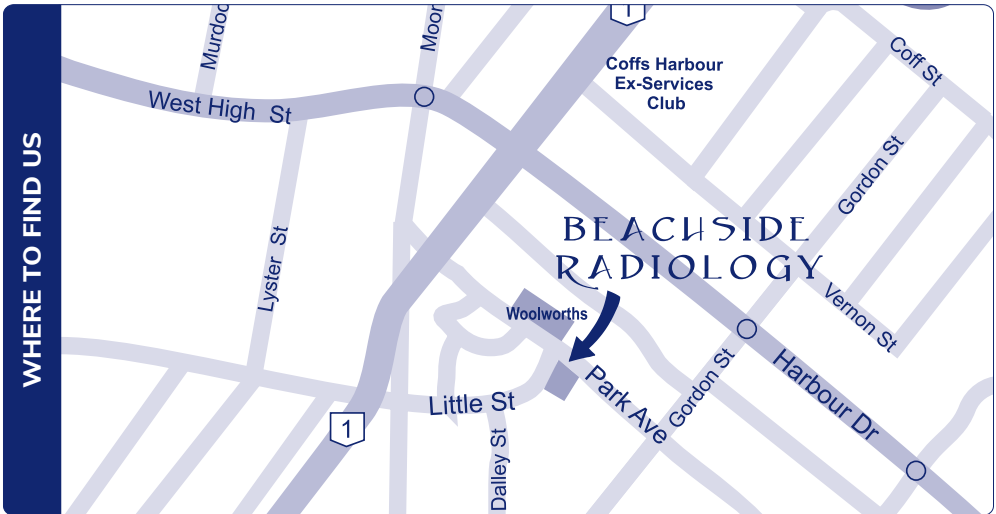 WHERE TO FIND US
Murdoc
Moor
1
Coffs Harbour
Ex-Services
Club
Coff St
West High St
Gordon St
Lyster St
BEACHSIDE
RADIOLOGY
Woolworths
Vernon St
Harbour Dr
Park Ave
Gordon St
Little St
1
Dalley St